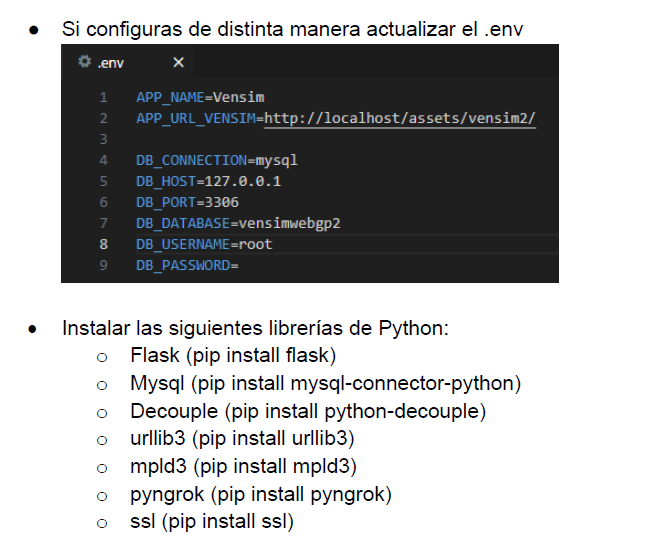 ● Si configuras de distinta manera actualizar el .env
.env ×
1 APP_NAME=Vensim
2 APP_URL_VENSIM=http://localhost/assets/vensim2/
3
4 DB_CONNECTION=mysql
5 DB_HOST=127.0.0.1
6 DB_PORT=3306
7 DB_DATABASE=vensimwebgp2
8 DB_USERNAME=root
9 DB_PASSWORD=
● Instalar las siguientes librerías de Python:
o Flask (pip install flask)
o Mysql (pip install mysql-connector-python)
o Decouple (pip install python-decouple)
o urllib3 (pip install urllib3)
o mpld3 (pip install mpld3)
o pyngrok (pip install pyngrok)
o ssl (pip install ssl)